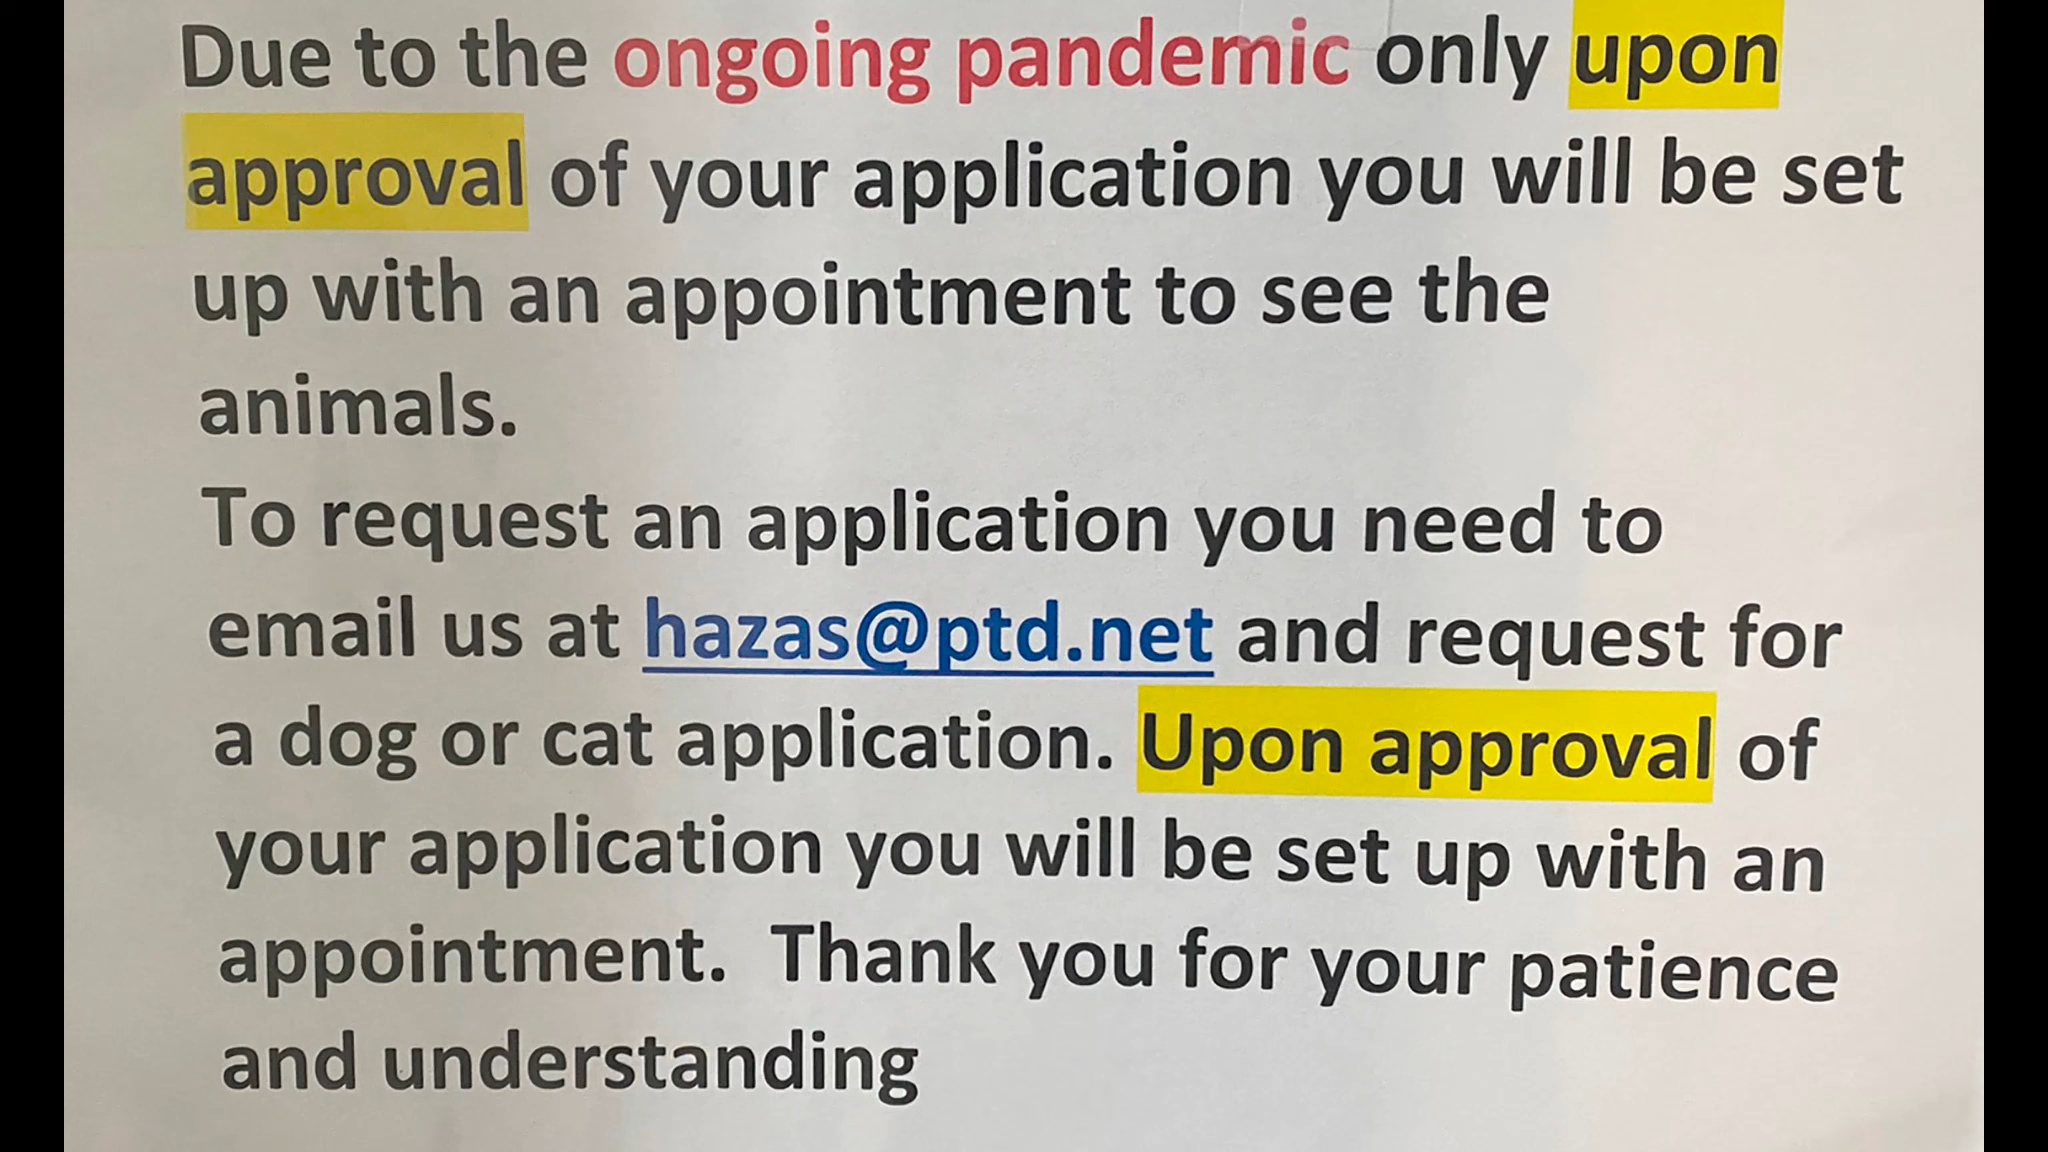 Due to the ongoing pandemic only upon
approval of your application you will be set
up with an appointment to see the
animals.
To request an application you need to
email us at hazas@ptd.net and request for
a dog or cat application. Upon approval of
your application you will be set up with an
appointment. Thank you for your patience
and understanding